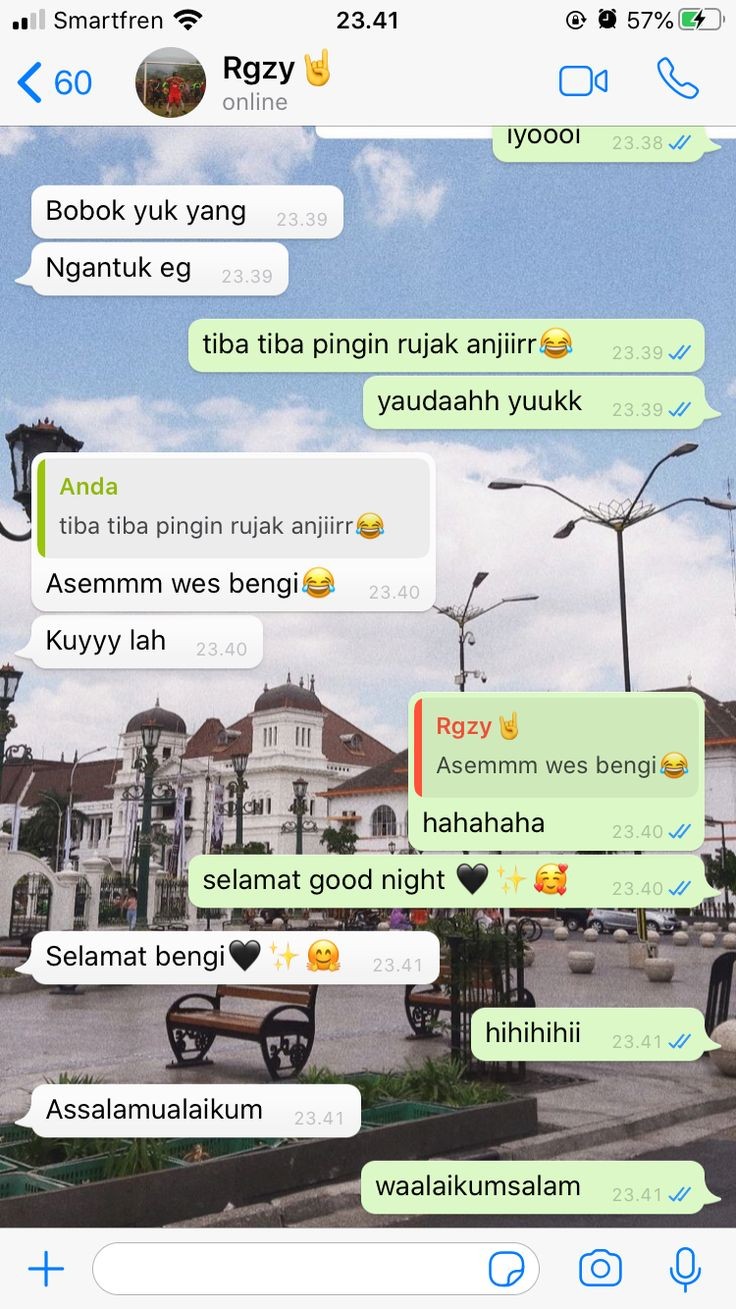 Smartfren 23.41 57%
60 Rgzy🤘
online
iyoooi 23.38
Bobok yuk yang 23.39
Ngantuk eg 23.39
tiba tiba pingin rujak anjiirr😂 23.39
yaudaahh yuukk 23.39
Anda
tiba tiba pingin rujak anjiirr😂
Asemmm wes bengi😂 23.40
Kuyyy lah 23.40
Rgzy🤘
Asemmm wes bengi😂
hahahaha 23.40
selamat good night 🖤✨🥰 23.40
Selamat bengi🖤✨🤗 23.41
hihihihii 23.41
Assalamualaikum 23.41
waalaikumsalam 23.41